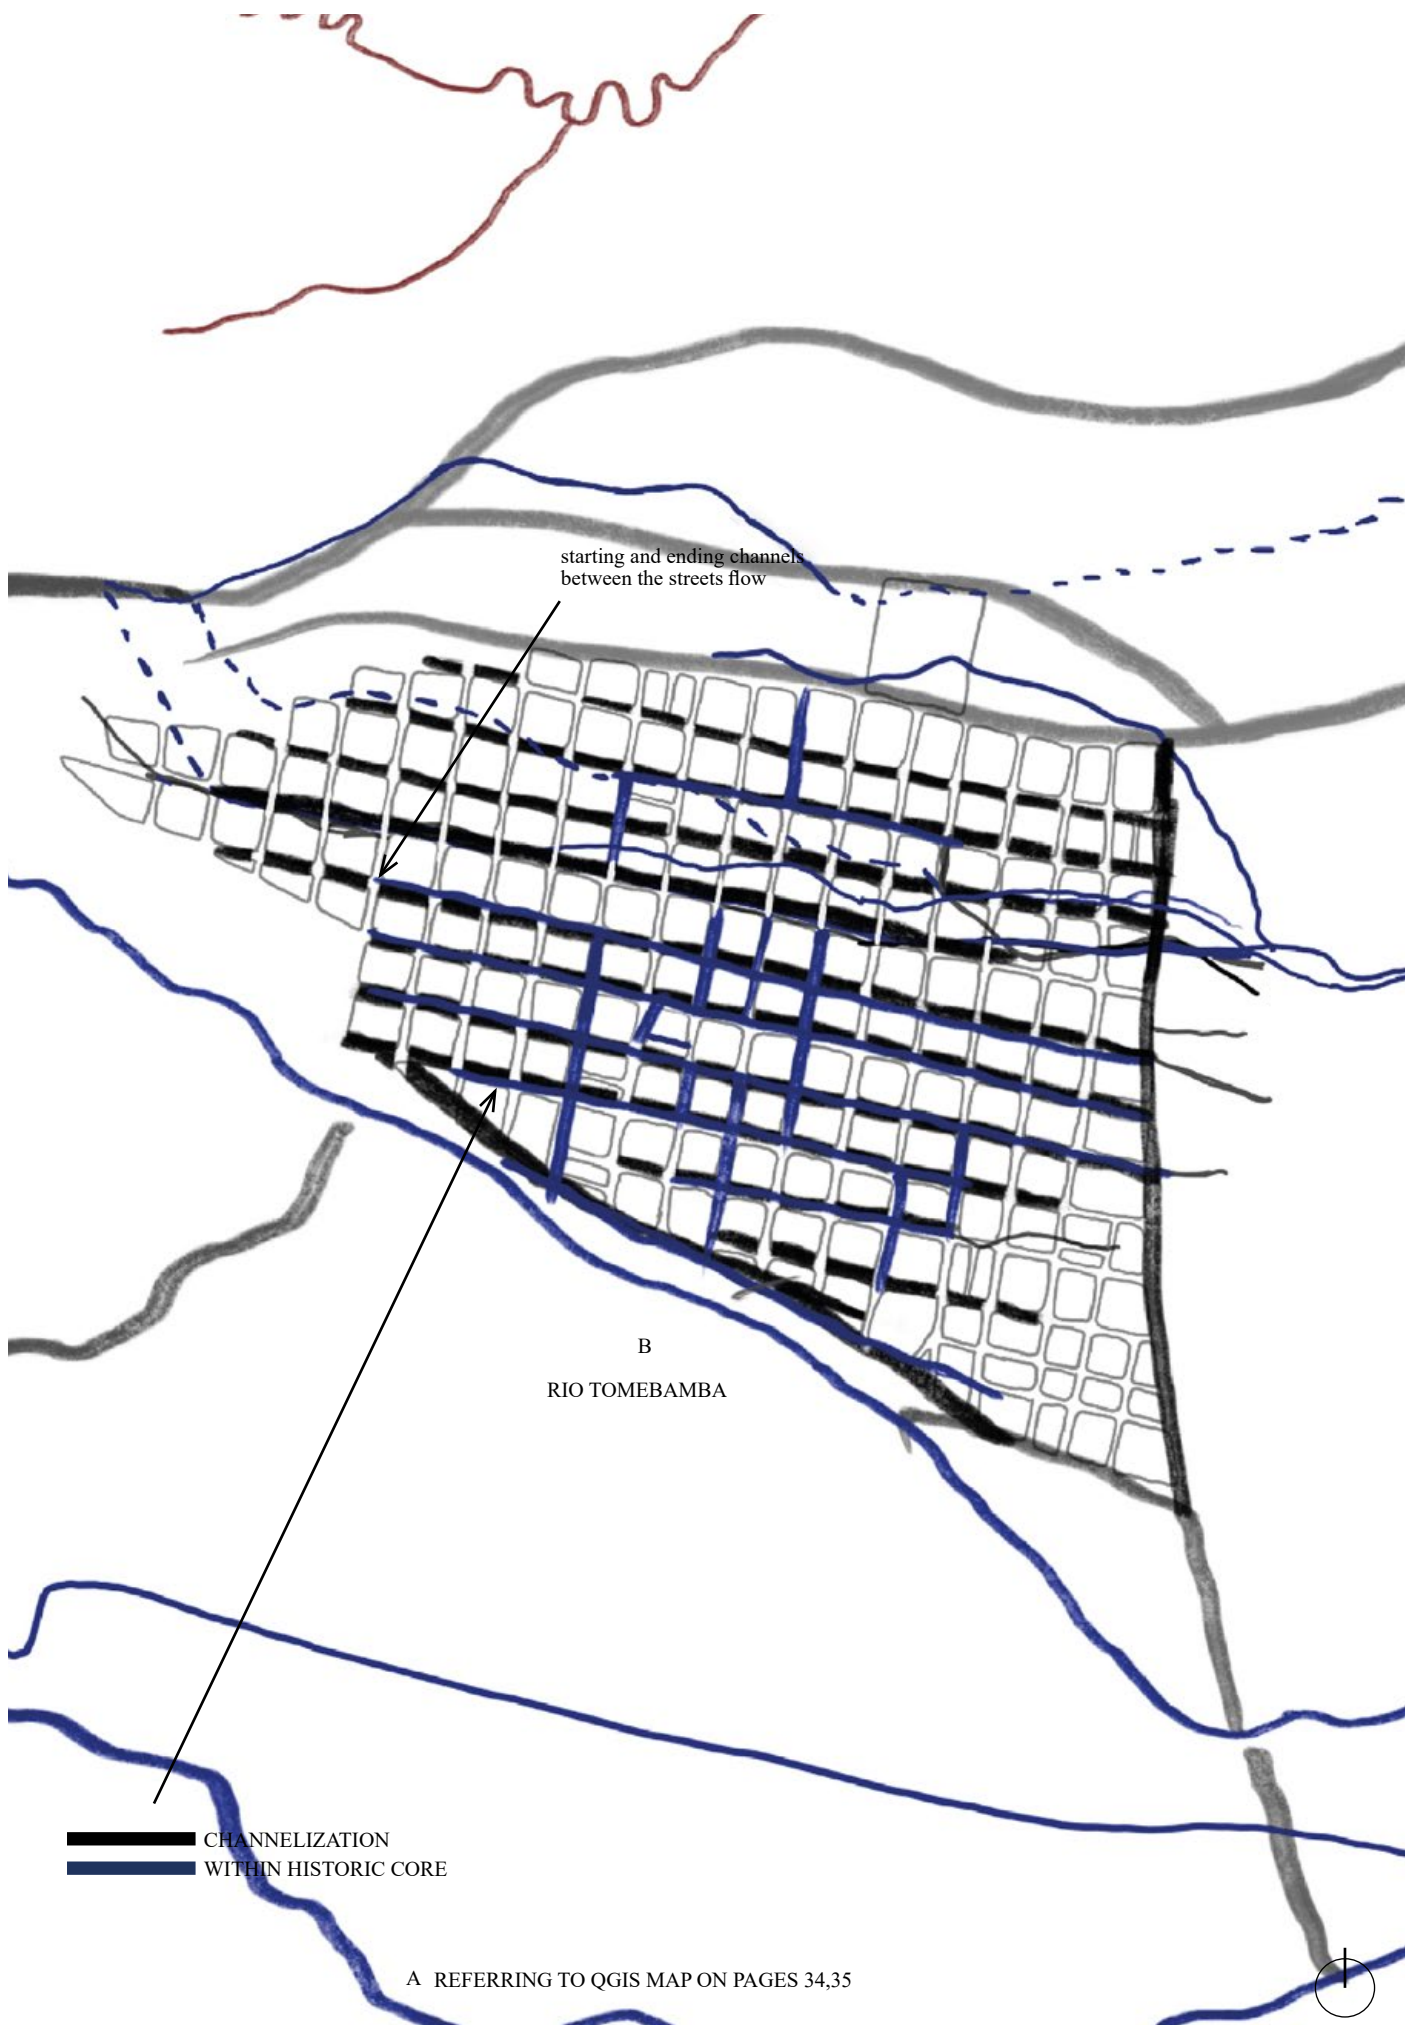 starting and ending channels
between the streets flow
B
RIO TOMEBAMBA
CHANNELIZATION
WITHIN HISTORIC CORE
A REFERRING TO QGIS MAP ON PAGES 34,35